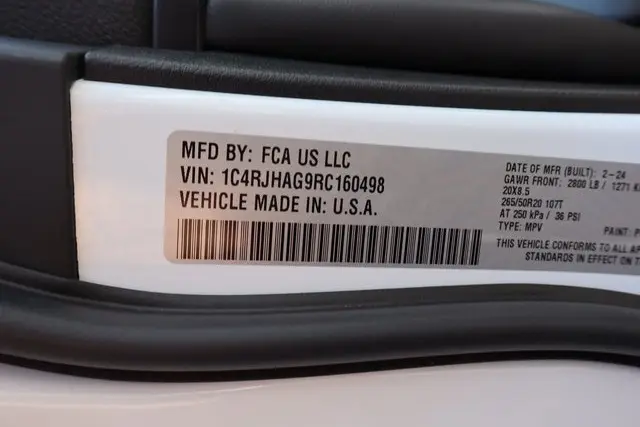 MFD BY: FCA US LLC
VIN: 1C4RJHAG9RC160498
VEHICLE MADE IN: U.S.A.
DATE OF MFR (BUILT): 2-24
GAWR FRONT: 2800 LB / 1271
20X8.5
265/50R20 107T
AT 250 kPa / 36 PSI
TYPE: MPV
PAINT:
THIS VEHICLE CONFORMS TO ALL
STANDARDS IN EFFECT ON